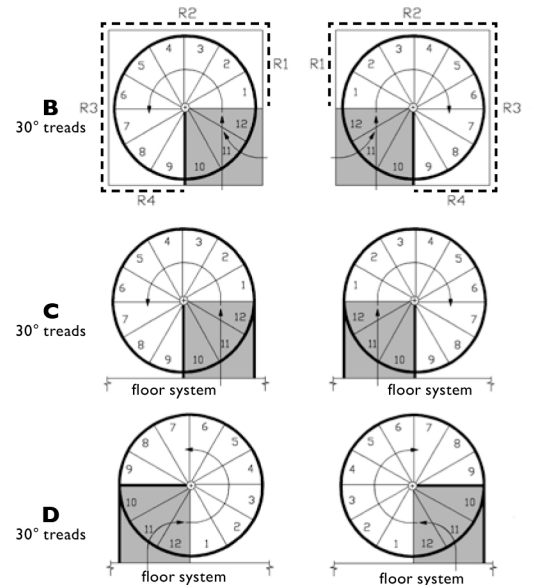 R2 R2
4 3 3 4
5 2 2 5
R1 R1
6 1 1 6
B R3 R3
30° treads
7 12 12 7
8 11 11 8
9 10 10 9
R4 R4
4 3 3 4
5 2 2 5
6 1 1 6
C
30° treads
7 12 12 7
8 11 11 8
9 10 10 9
floor system floor system
7 6 6 7
8 5 5 8
9 4 4 9
10 3 3 10
D
30° treads
11 2 2 11
12 1 1 12
floor system floor system